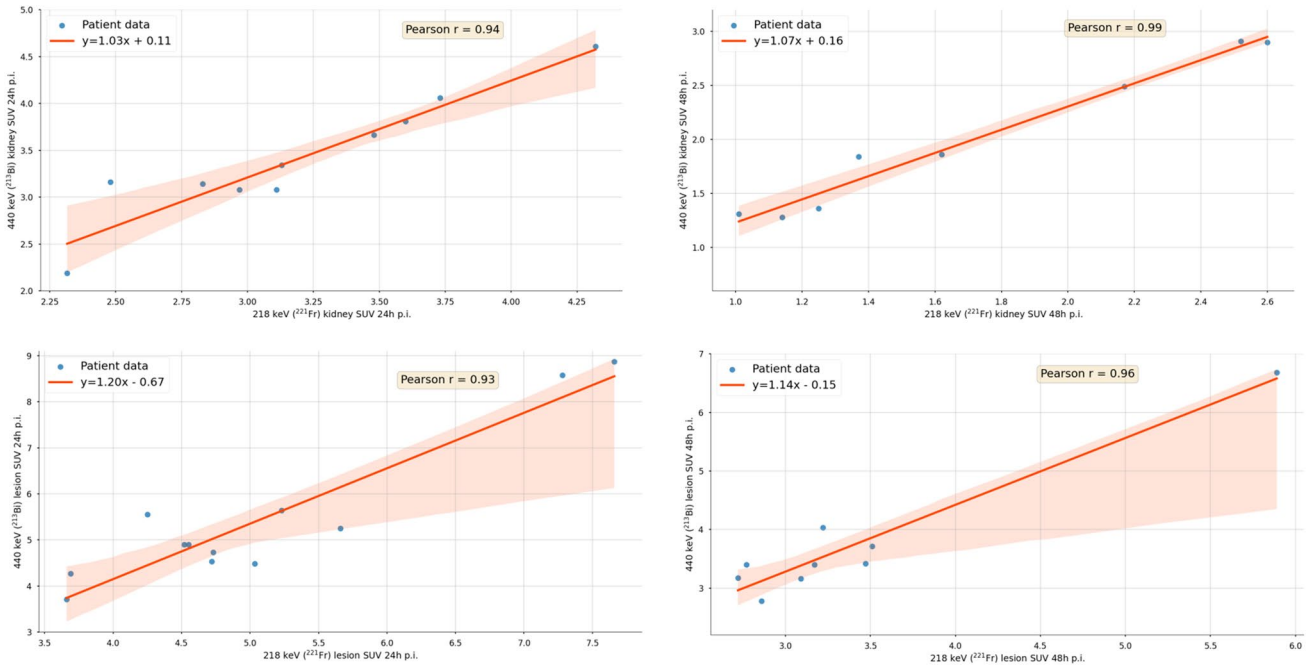 5.0
4.5
4.0
3.5
3.0
2.5
2.0
440 keV (²¹³Bi) kidney SUV 24h p.i.
Patient data
y=1.03x + 0.11
Pearson r = 0.94
2.25 2.50 2.75 3.00 3.25 3.50 3.75 4.00 4.25
218 keV (²²¹Fr) kidney SUV 24h p.i.
3.0
2.5
2.0
1.5
1.0
440 keV (²¹³Bi) kidney SUV 48h p.i.
Patient data
y=1.07x + 0.16
Pearson r = 0.99
1.0 1.2 1.4 1.6 1.8 2.0 2.2 2.4 2.6
218 keV (²²¹Fr) kidney SUV 48h p.i.
9
8
7
6
5
4
3
440 keV (²¹³Bi) lesion SUV 24h p.i.
Patient data
y=1.20x - 0.67
Pearson r = 0.93
3.5 4.0 4.5 5.0 5.5 6.0 6.5 7.0 7.5
218 keV (²²¹Fr) lesion SUV 24h p.i.
7
6
5
4
3
440 keV (²¹³Bi) lesion SUV 48h p.i.
Patient data
y=1.14x - 0.15
Pearson r = 0.96
3.0 3.5 4.0 4.5 5.0 5.5 6.0
218 keV (²²¹Fr) lesion SUV 48h p.i.